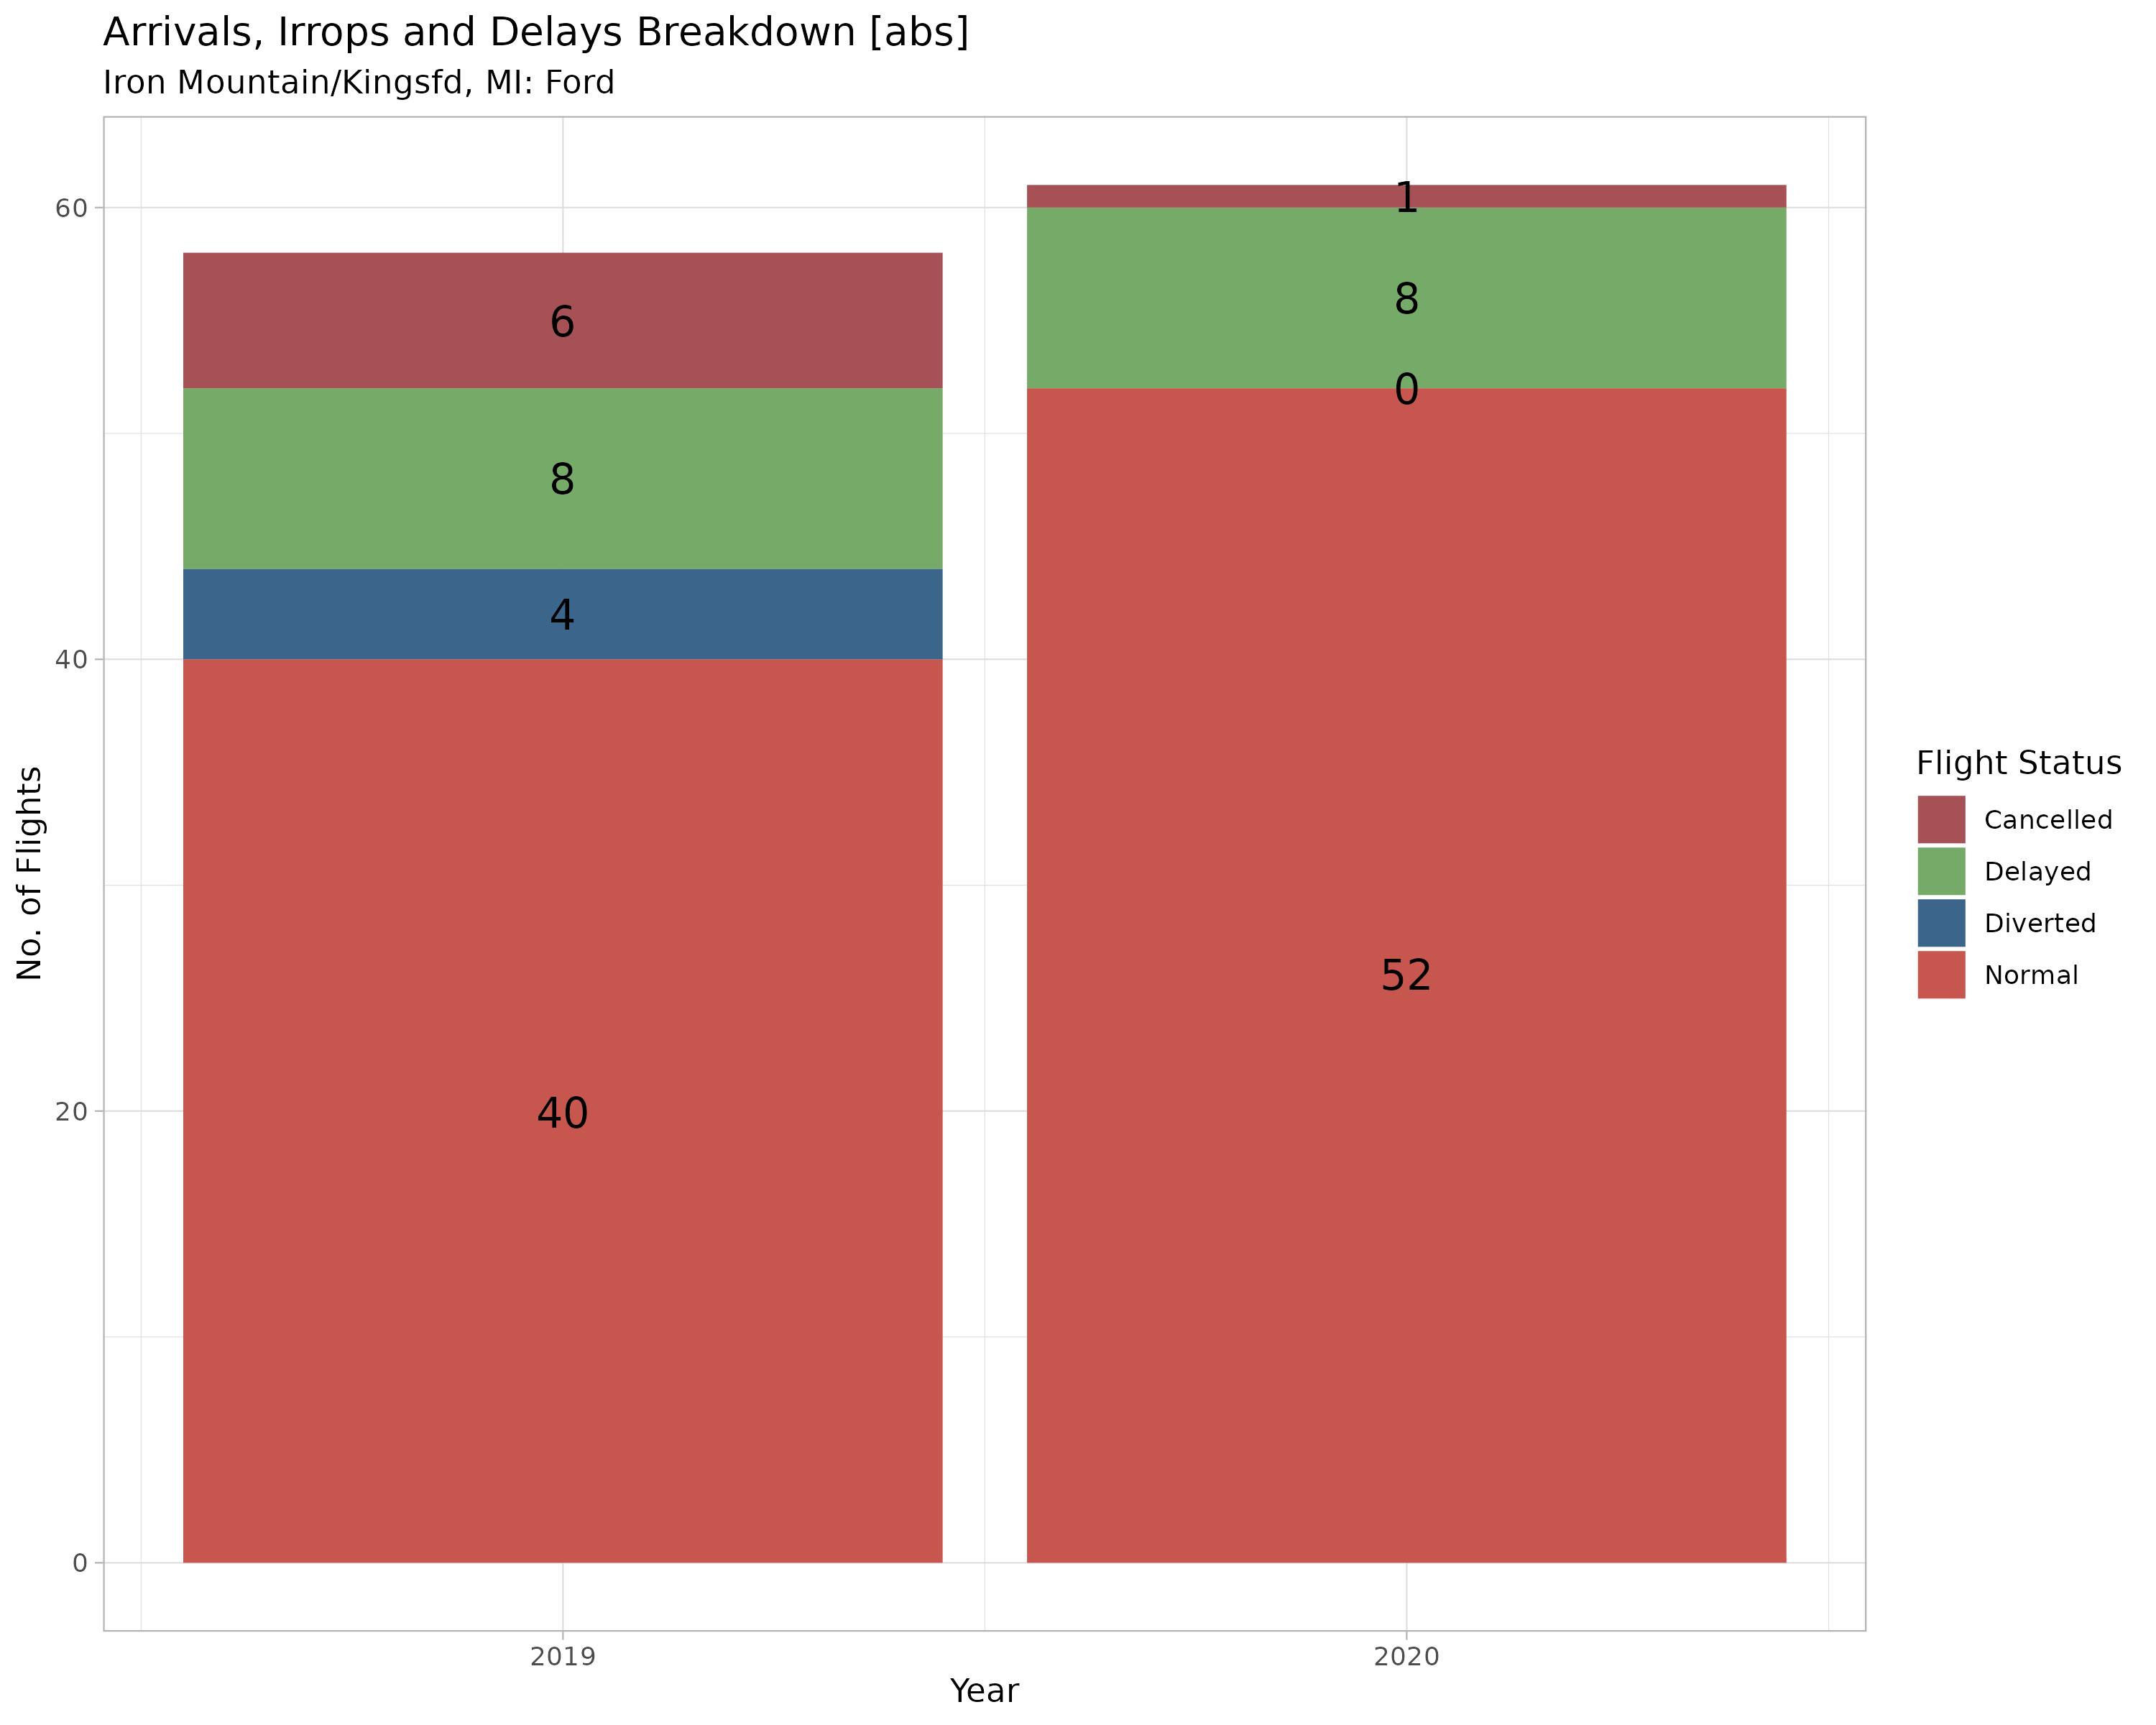 Arrivals, Irrops and Delays Breakdown [abs]
Iron Mountain/Kingsfd, MI: Ford
No. of Flights
60
40
20
0
6
8
4
40
1
8
0
52
2019
2020
Year
Flight Status
Cancelled
Delayed
Diverted
Normal